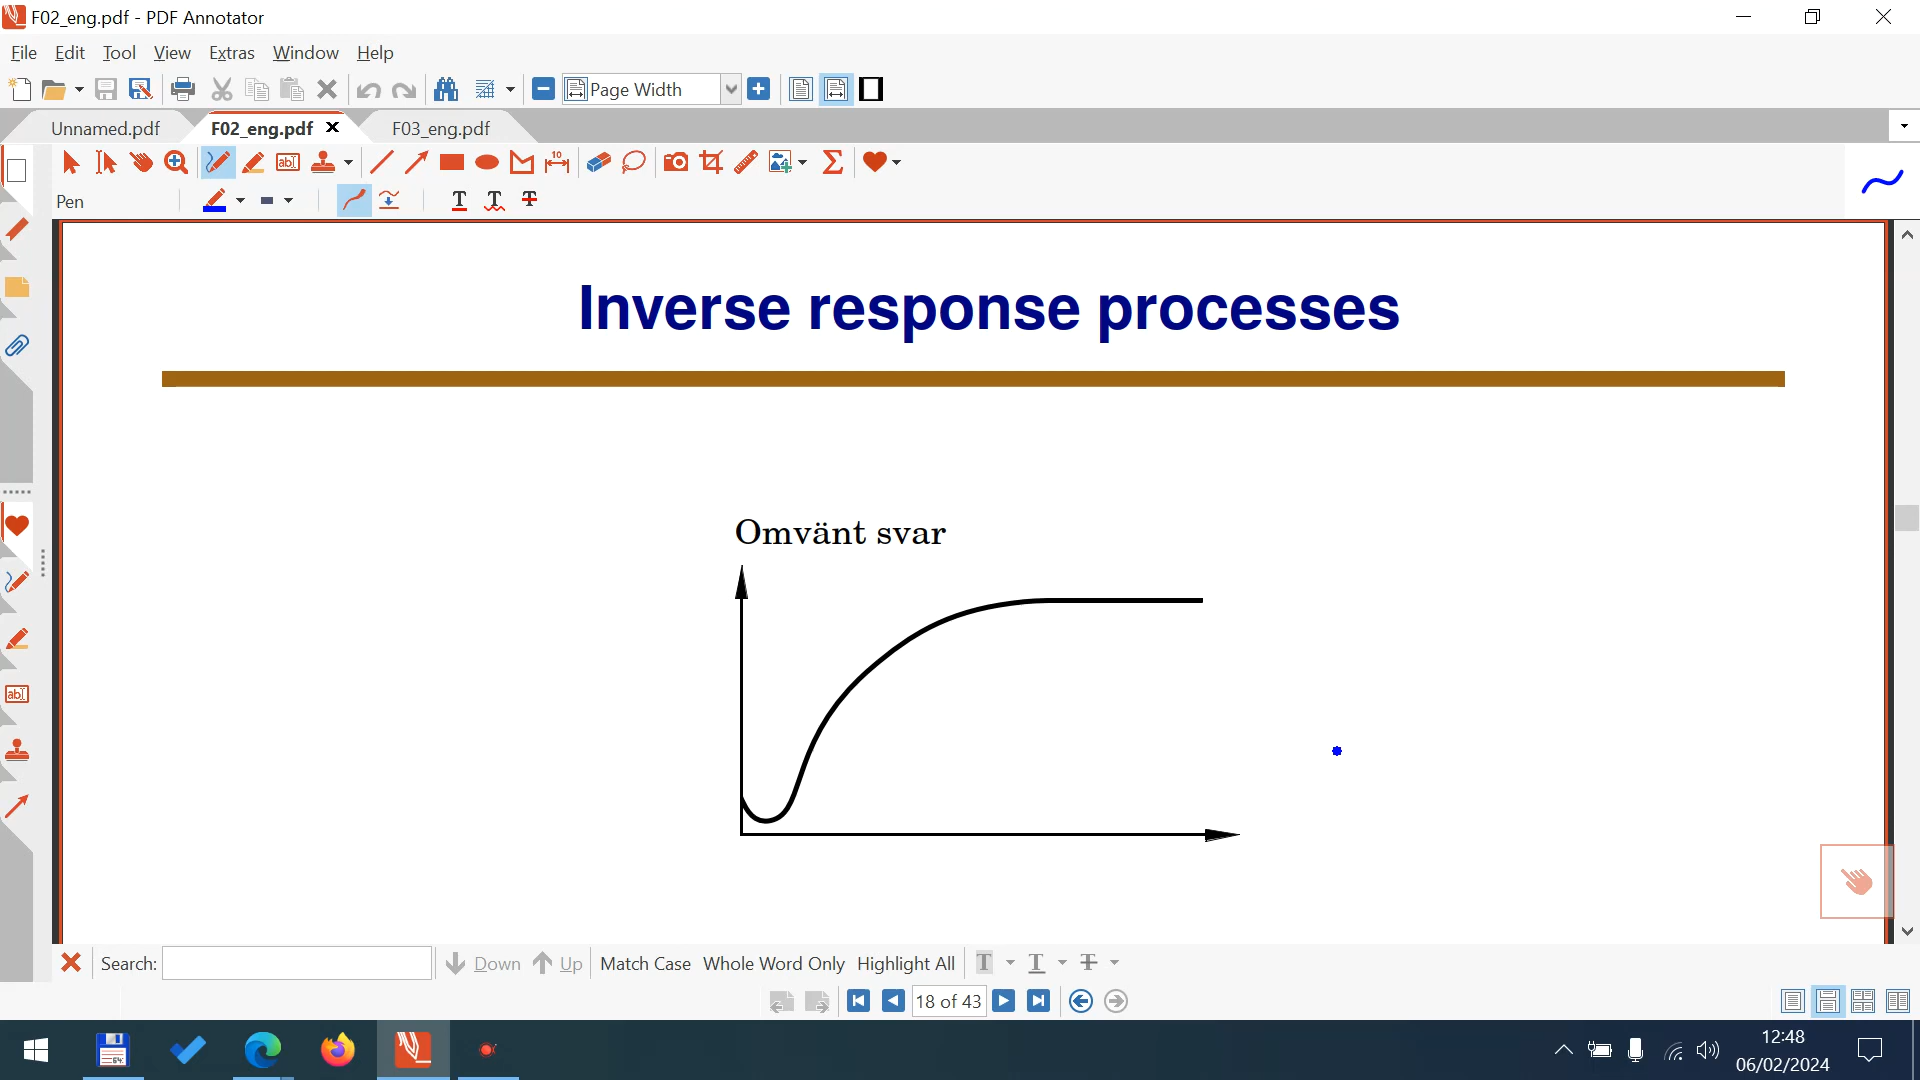 F02_eng.pdf - PDF Annotator
File Edit Tool View Extras Window Help
Page Width
Unnamed.pdf F02_eng.pdf F03_eng.pdf
Pen
Inverse response processes
Omvänt svar
Search: Down Up Match Case Whole Word Only Highlight All
18 of 43
12:48
06/02/2024